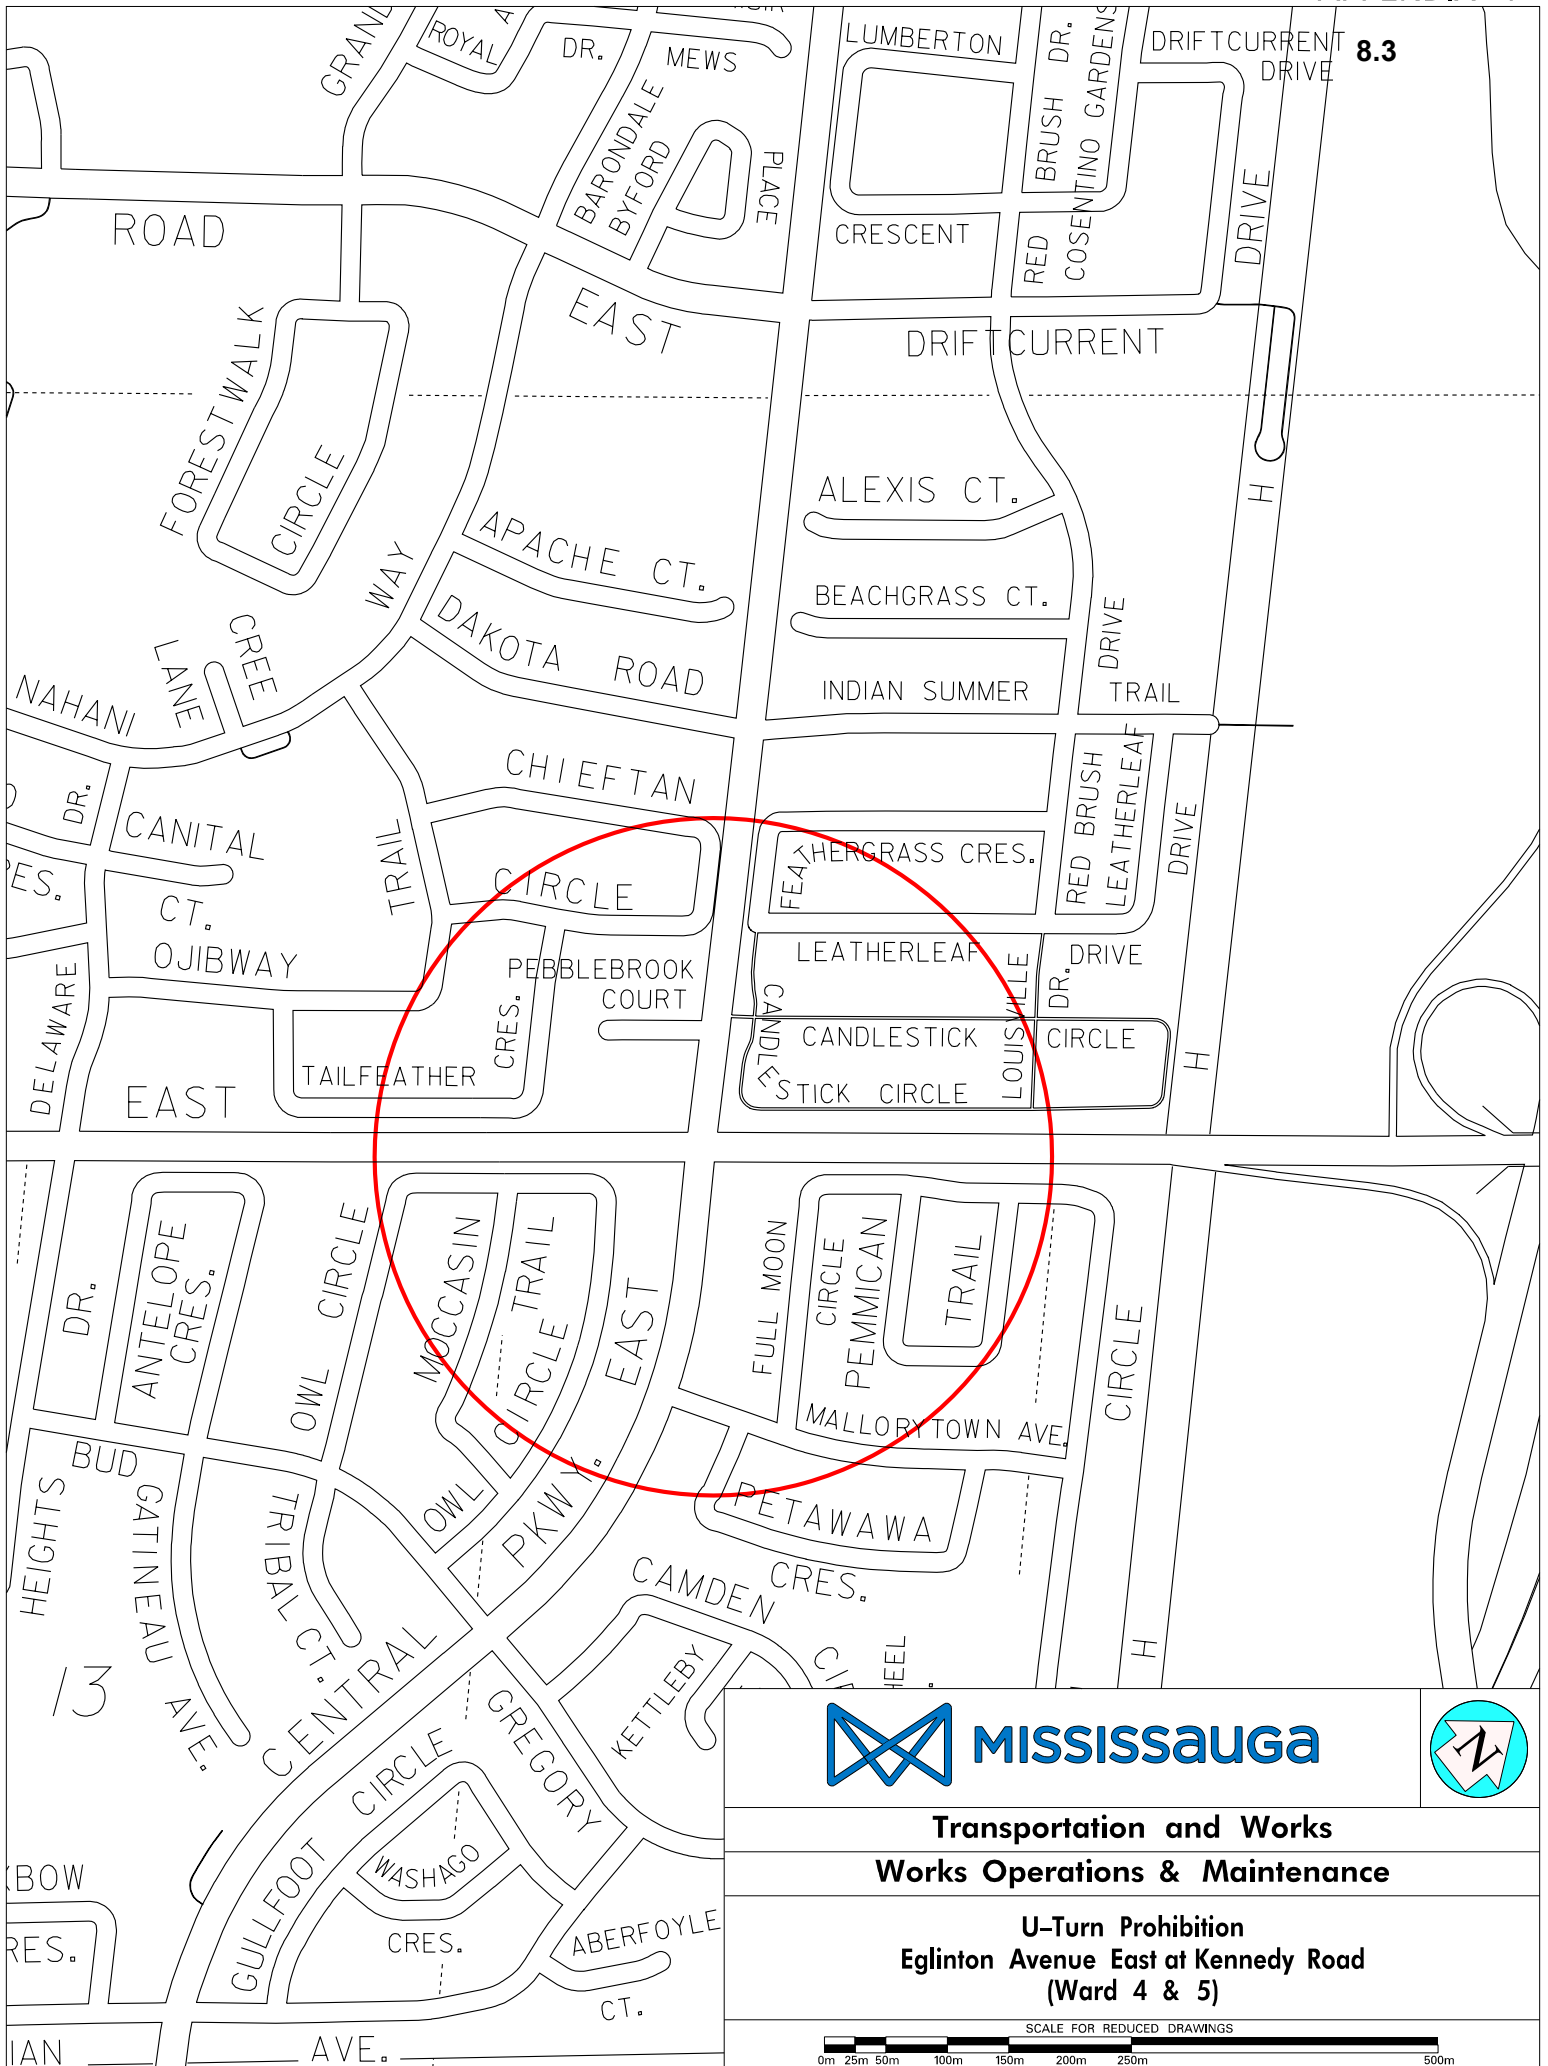 8.3
GRAND
ROYAL
DR.
MEWS
LUMBERTON
BRUSH DR.
COSENTINO GARDENS
DRIFTCURRENT
DRIVE
BARONDALE
BYFORD
PLACE
CRESCENT
RED
DRIVE
ROAD
EAST
DRIFTCURRENT
FORESTWALK
CIRCLE
ALEXIS CT.
H
APACHE CT.
WAY
BEACHGRASS CT.
DAKOTA ROAD
DRIVE
CREE
LANE
NAHANI
INDIAN SUMMER TRAIL
CHIEFTAN
DR.
CANITAL
CT.
TRAIL
CIRCLE
FEATHERGRASS CRES.
RED BRUSH
LEATHERLEAF
DRIVE
OJIBWAY
PEBBLEBROOK
COURT
LEATHERLEAF DRIVE
DELAWARE
CRES.
TAILFEATHER
CANDLESTICK CIRCLE
CANDLESTICK CIRCLE
LOUISVILLE DR.
H
EAST
DR.
ANTELOPE
CRES.
OWL CIRCLE
MOCCASIN
TRAIL
OWL CIRCLE
EAST
FULL MOON
CIRCLE
PEMMICAN
TRAIL
CIRCLE
MALLORYTOWN AVE.
BUD
HEIGHTS
GATINEAU AVE.
TRIBAL CT.
PKWY.
PETAWAWA
CRES.
CAMDEN
CENTRAL
KETTLEBY
HEEL
H
13
GREGORY
GULLFOOT CIRCLE
WASHAGO
CRES.
ABERFOYLE
CT.
AVE.
MISSISSAUGA
N
Transportation and Works
Works Operations & Maintenance
U-Turn Prohibition
Eglinton Avenue East at Kennedy Road
(Ward 4 & 5)
SCALE FOR REDUCED DRAWINGS
0m 25m 50m 100m 150m 200m 250m 500m